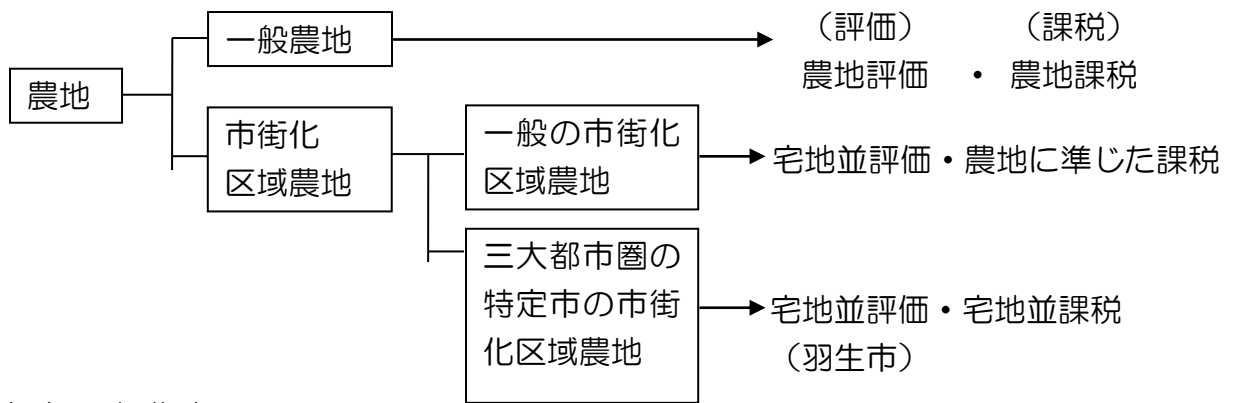 （評価） （課税）
一般農地
農地評価 ・ 農地課税
農地
市街化
区域農地
一般の市街化
区域農地
宅地並評価・農地に準じた課税
三大都市圏の
特定市の市街
化区域農地
宅地並評価・宅地並課税
（羽生市）